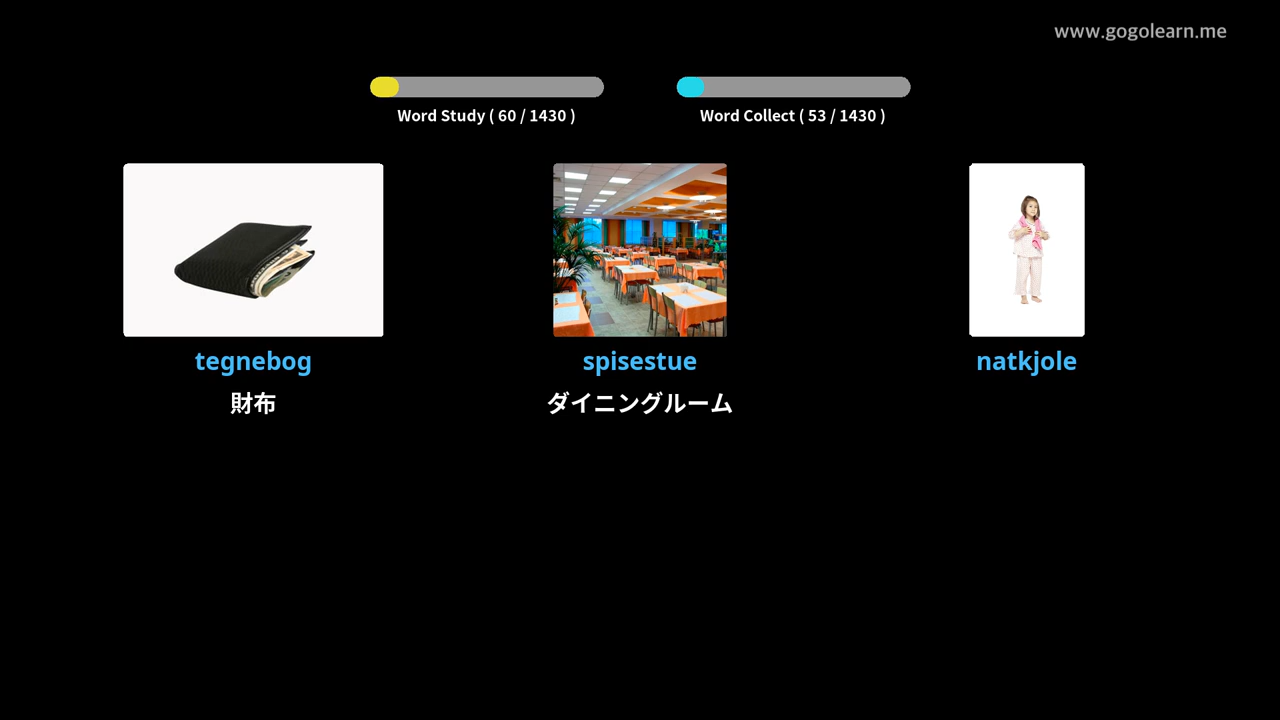 www.gogolearn.me
Word Study ( 60 / 1430 )
Word Collect ( 53 / 1430 )
tegnebog
spisestue
natkjole
財布
ダイニングルーム